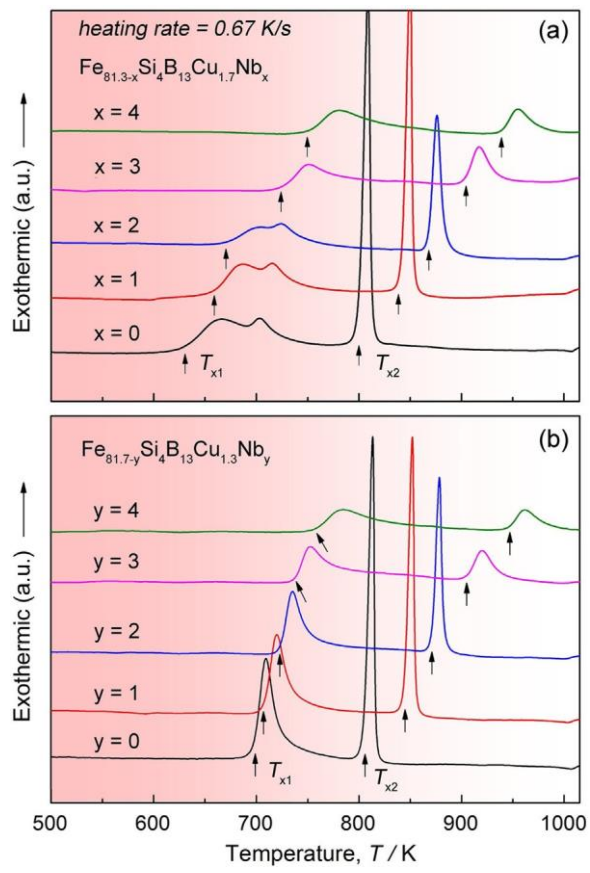 heating rate = 0.67 K/s
(a)
Fe81.3-xSi4B13Cu1.7Nbx
x = 4
x = 3
x = 2
x = 1
x = 0
Tx1
Tx2
Exothermic (a.u.)
(b)
Fe81.7-ySi4B13Cu1.3Nby
y = 4
y = 3
y = 2
y = 1
y = 0
Tx1
Tx2
Exothermic (a.u.)
500 600 700 800 900 1000
Temperature, T / K